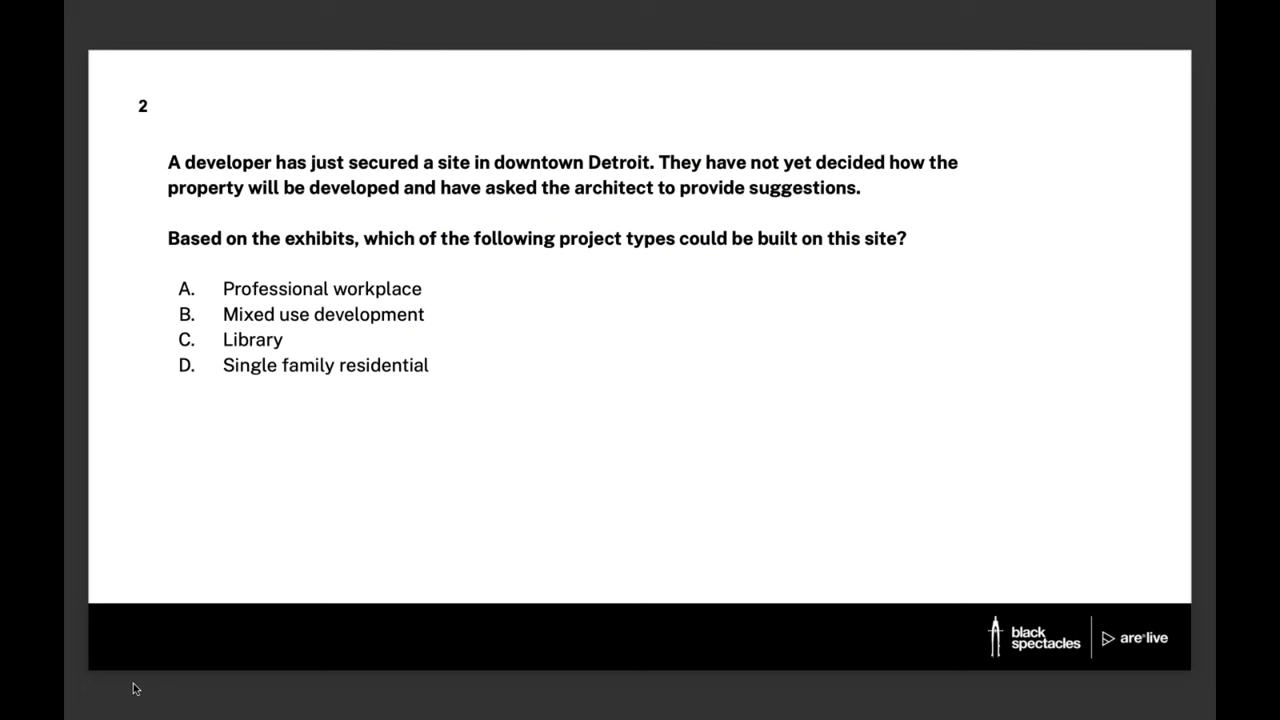 2
A developer has just secured a site in downtown Detroit. They have not yet decided how the
property will be developed and have asked the architect to provide suggestions.
Based on the exhibits, which of the following project types could be built on this site?
A. Professional workplace
B. Mixed use development
C. Library
D. Single family residential
black
spectacles
are®live